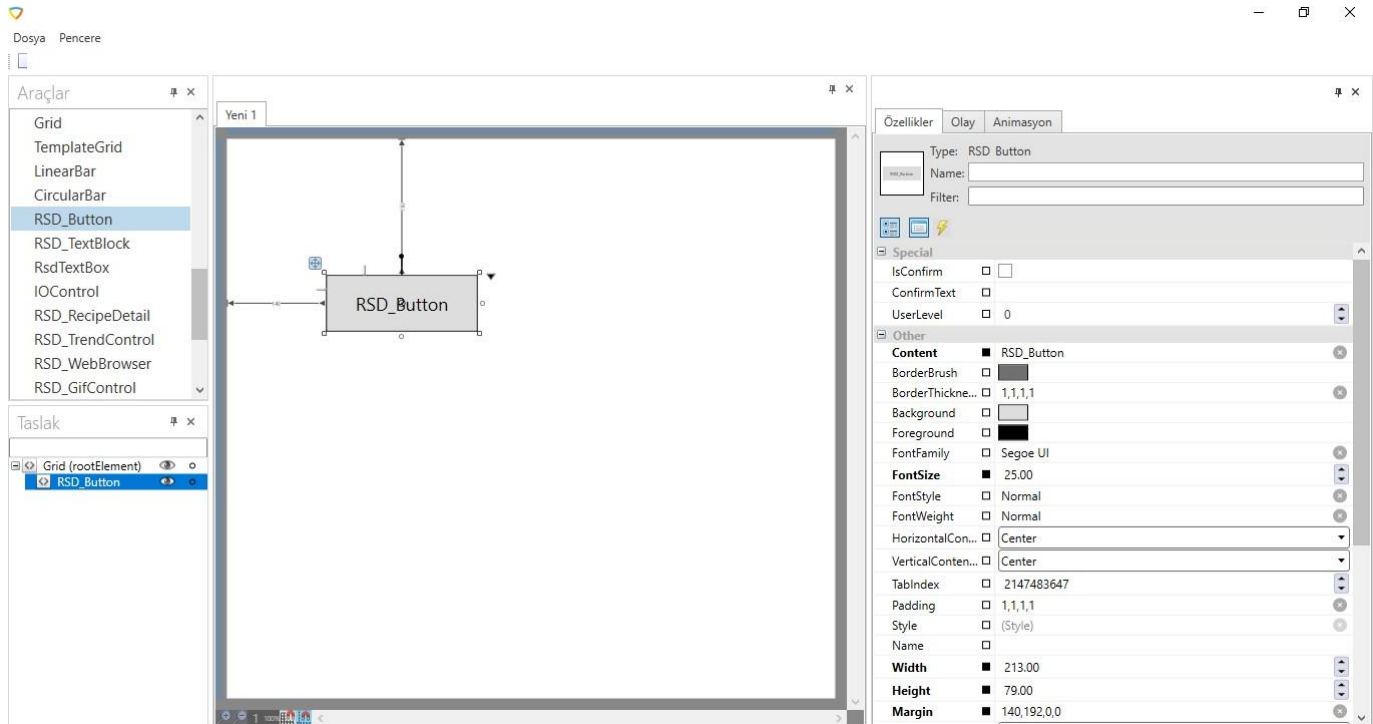 Dosya Pencere
Araçlar
Grid
TemplateGrid
LinearBar
CircularBar
RSD_Button
RSD_TextBlock
RsdTextBox
IOControl
RSD_RecipeDetail
RSD_TrendControl
RSD_WebBrowser
RSD_GifControl
Taslak
Grid (rootElement)
RSD_Button
Yeni 1
RSD_Button
1 100%
Özellikler Olay Animasyon
Type: RSD Button
Name:
Filter:
Special
IsConfirm
ConfirmText
UserLevel 0
Other
Content RSD_Button
BorderBrush
BorderThickne... 1,1,1,1
Background
Foreground
FontFamily Segoe UI
FontSize 25.00
FontStyle Normal
FontWeight Normal
HorizontalCon... Center
VerticalConten... Center
TabIndex 2147483647
Padding 1,1,1,1
Style (Style)
Name
Width 213.00
Height 79.00
Margin 140,192,0,0